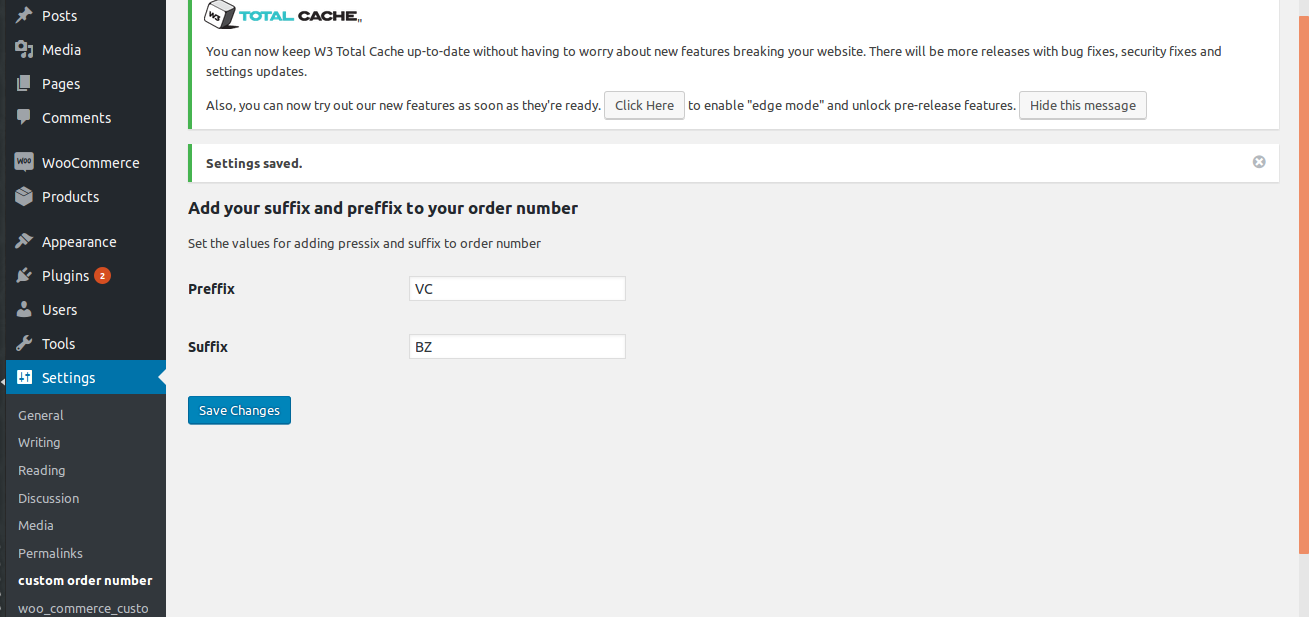 Posts
Media
Pages
Comments
WOO WooCommerce
Products
Appearance
Plugins 2
Users
Tools
Settings
General
Writing
Reading
Discussion
Media
Permalinks
custom order number
woo_commerce_custo
W3 TOTAL CACHE
You can now keep W3 Total Cache up-to-date without having to worry about new features breaking your website. There will be more releases with bug fixes, security fixes and
settings updates.
Also, you can now try out our new features as soon as they're ready. Click Here to enable "edge mode" and unlock pre-release features. Hide this message
Settings saved.
Add your suffix and preffix to your order number
Set the values for adding pressix and suffix to order number
Preffix VC
Suffix BZ
Save Changes